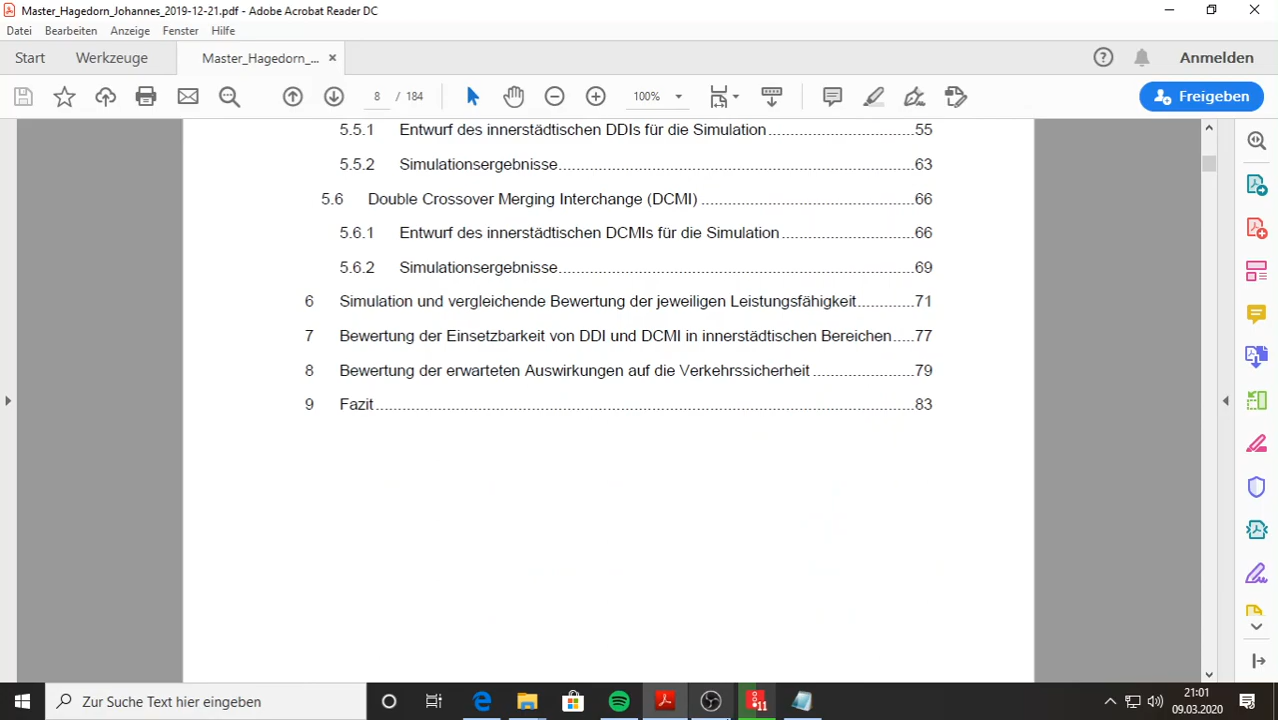 Master_Hagedorn_Johannes_2019-12-21.pdf - Adobe Acrobat Reader DC
Datei Bearbeiten Anzeige Fenster Hilfe
Start Werkzeuge Master_Hagedorn_... × Anmelden
8 / 184 100% Freigeben
5.5.1 Entwurf des innerstädtischen DDIs für die Simulation 55
5.5.2 Simulationsergebnisse 63
5.6 Double Crossover Merging Interchange (DCMI) 66
5.6.1 Entwurf des innerstädtischen DCMIs für die Simulation 66
5.6.2 Simulationsergebnisse 69
6 Simulation und vergleichende Bewertung der jeweiligen Leistungsfähigkeit 71
7 Bewertung der Einsetzbarkeit von DDI und DCMI in innerstädtischen Bereichen 77
8 Bewertung der erwarteten Auswirkungen auf die Verkehrssicherheit 79
9 Fazit 83
Zur Suche Text hier eingeben
11
21:01
09.03.2020